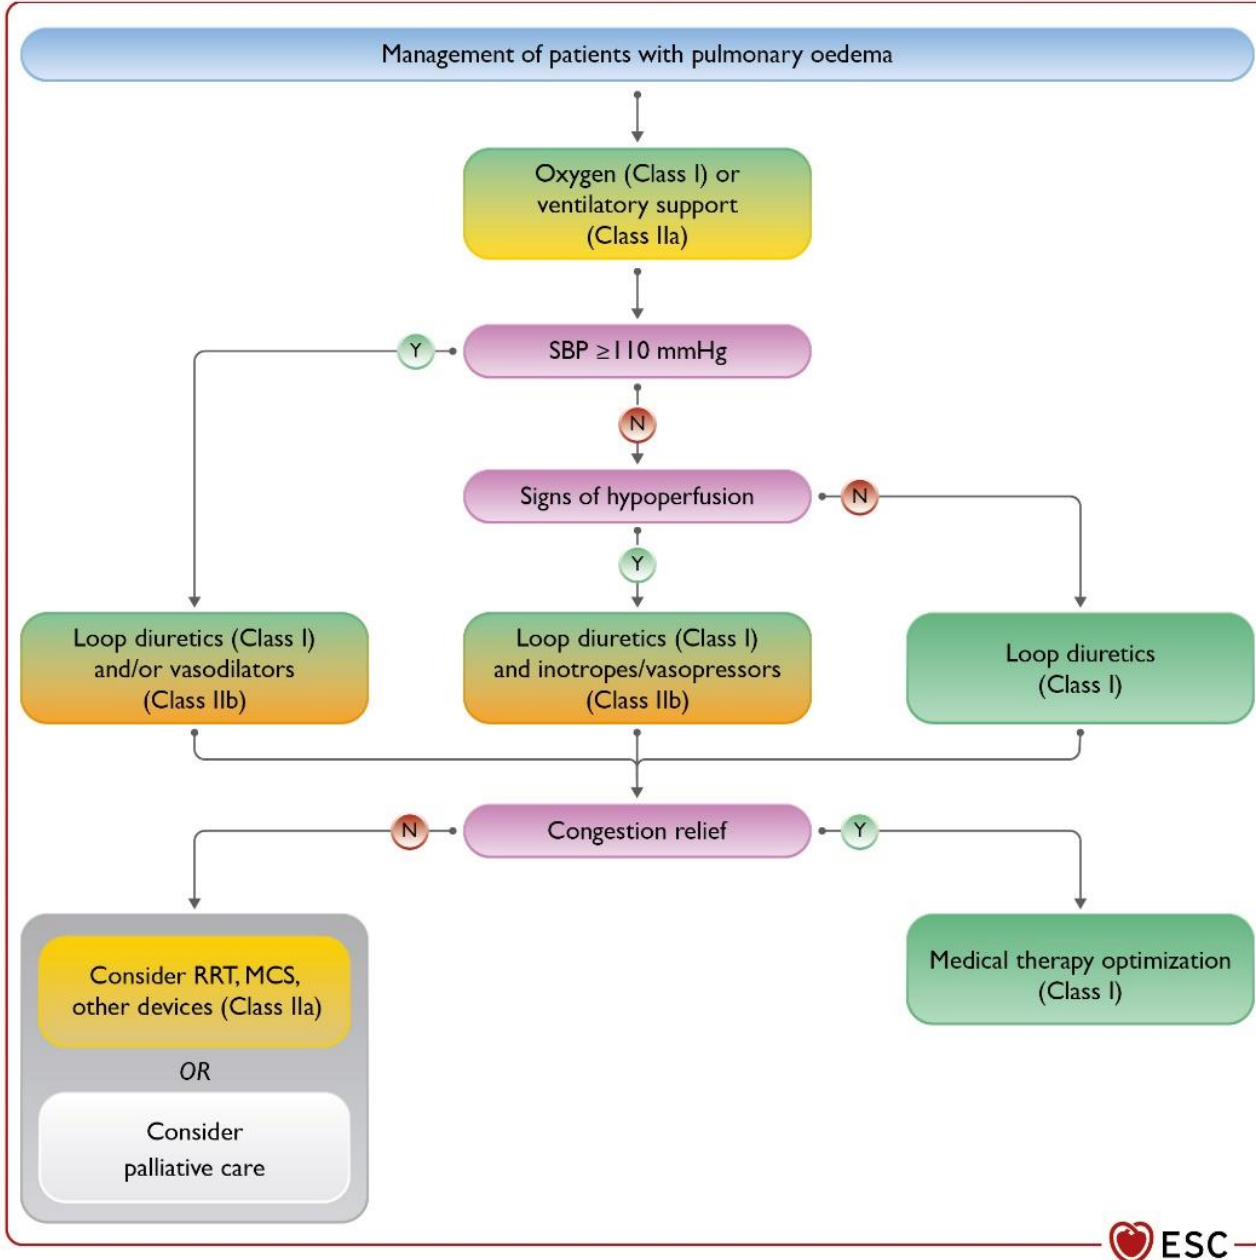 Management of patients with pulmonary oedema
Oxygen (Class I) or
ventilatory support
(Class IIa)
Y
SBP ≥110 mmHg
N
Signs of hypoperfusion
N
Y
Loop diuretics (Class I)
and/or vasodilators
(Class IIb)
Loop diuretics (Class I)
and inotropes/vasopressors
(Class IIb)
Loop diuretics
(Class I)
N
Congestion relief
Y
Consider RRT, MCS,
other devices (Class IIa)
OR
Consider
palliative care
Medical therapy optimization
(Class I)
ESC